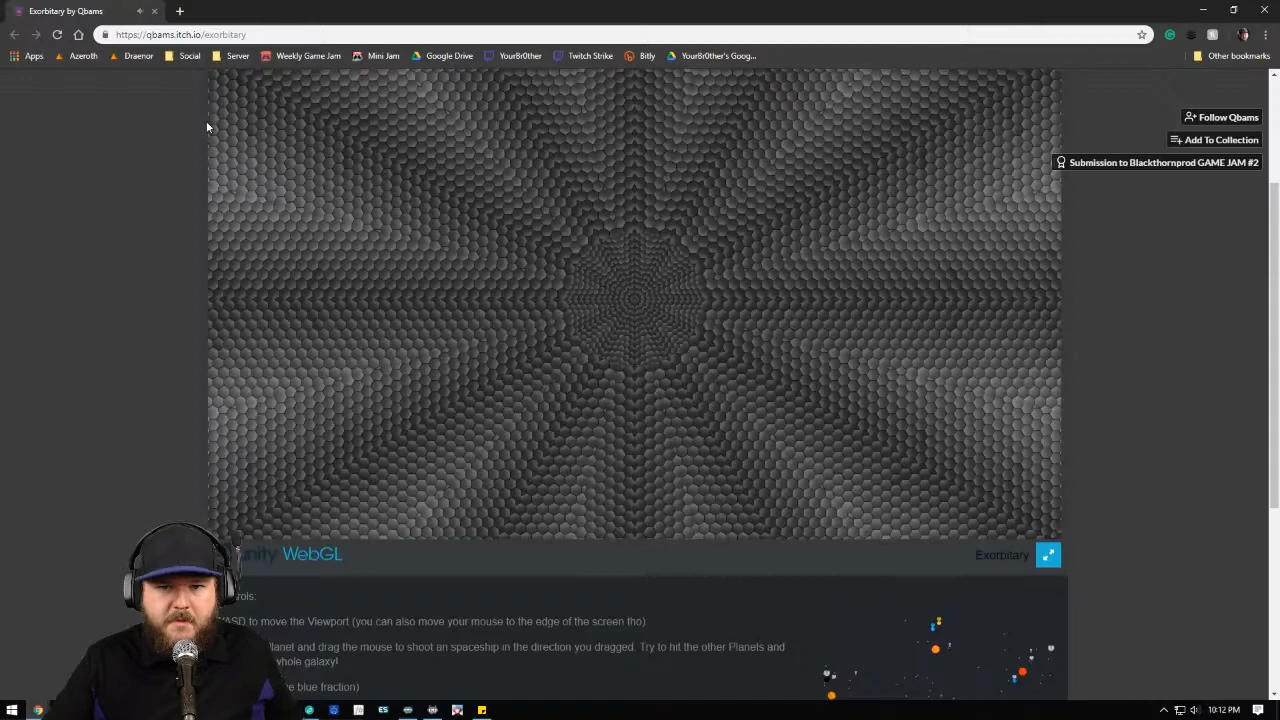 Exorbitary by Qbams
https://qbams.itch.io/exorbitary
Apps Azeroth Draenor Social Server Weekly Game Jam Mini Jam Google Drive YourBr0ther Twitch Strike Bitly YourBr0ther's Goog... Other bookmarks
Follow Qbams
Add To Collection
Submission to Blackthornprod GAME JAM #2
unity WebGL
Exorbitary
rols:
WASD to move the Viewport (you can also move your mouse to the edge of the screen tho)
lanet and drag the mouse to shoot an spaceship in the direction you dragged. Try to hit the other Planets and
whole galaxy!
blue fraction)
ES
10:12 PM